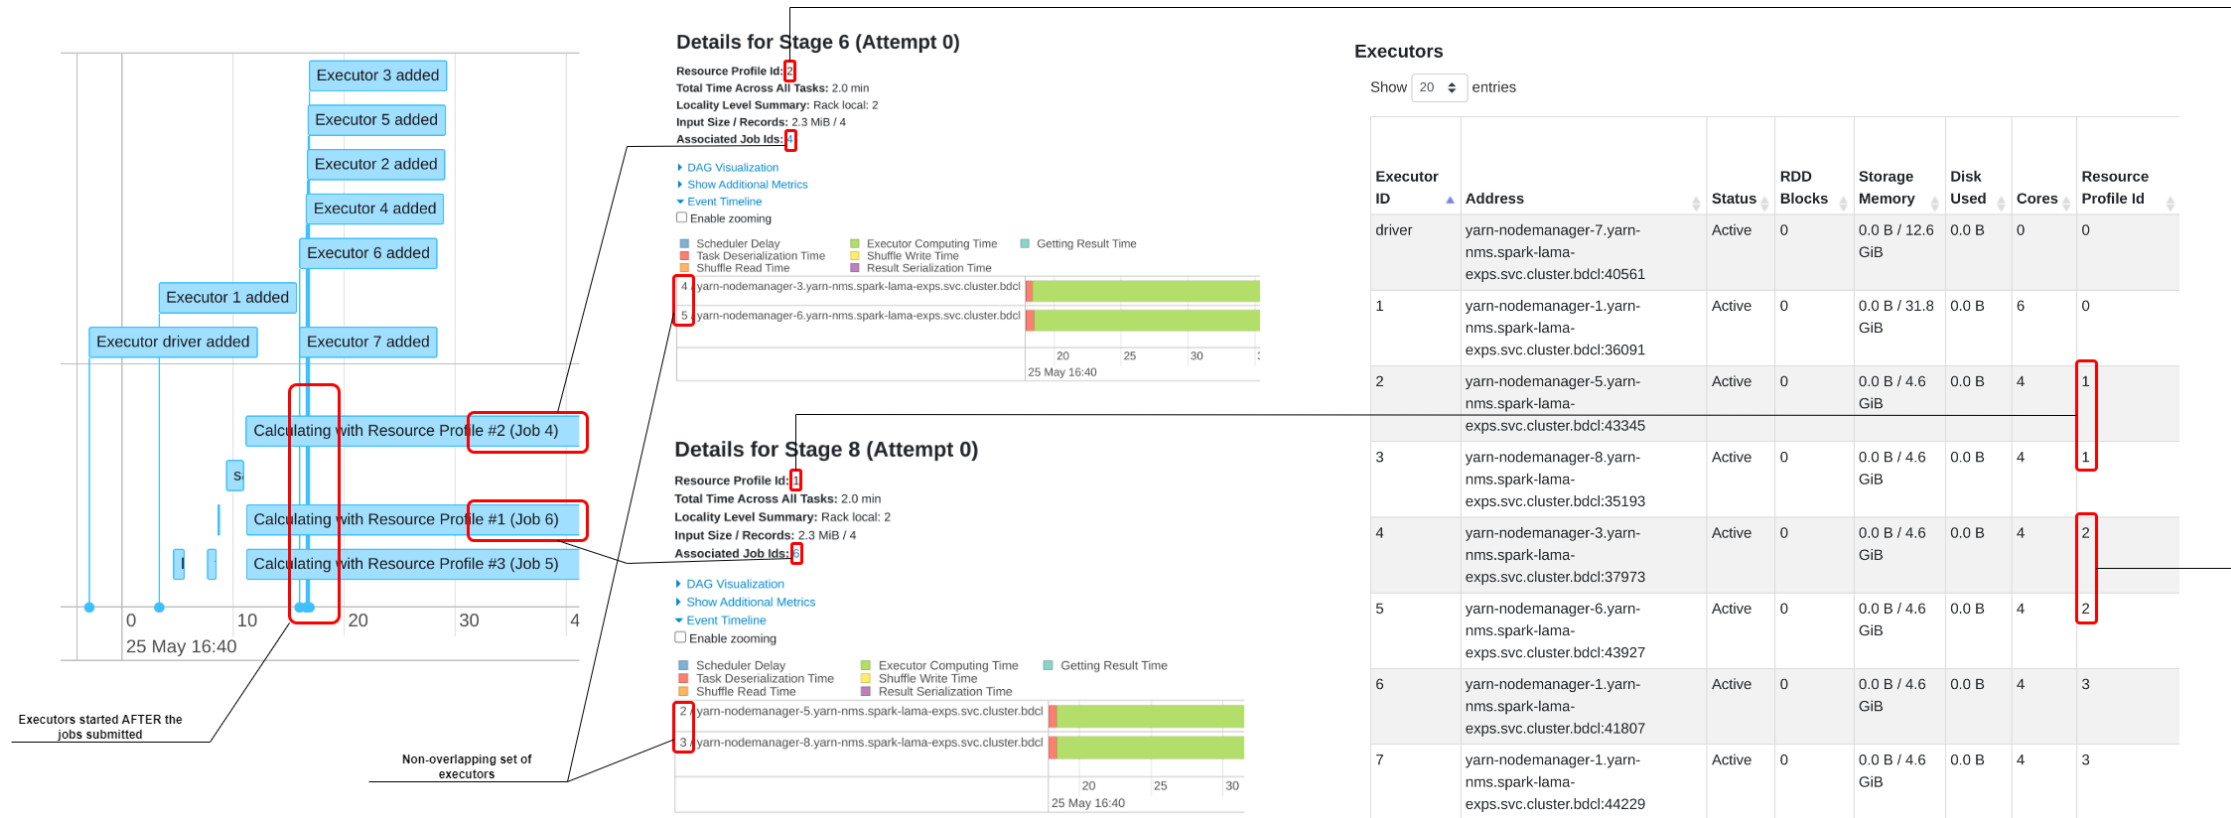 Executor 3 added
Executor 5 added
Executor 2 added
Executor 4 added
Executor 6 added
Executor 1 added
Executor driver added
Executor 7 added
Calculating with Resource Profile #2 (Job 4)
s
Calculating with Resource Profile #1 (Job 6)
Calculating with Resource Profile #3 (Job 5)
0
10
20
30
4
25 May 16:40
Executors started AFTER the
jobs submitted
Non-overlapping set of
executors
Details for Stage 6 (Attempt 0)
Resource Profile Id: 2
Total Time Across All Tasks: 2.0 min
Locality Level Summary: Rack local: 2
Input Size / Records: 2.3 MiB / 4
Associated Job Ids: 4
DAG Visualization
Show Additional Metrics
Event Timeline
Enable zooming
Scheduler Delay
Executor Computing Time
Getting Result Time
Task Deserialization Time
Shuffle Write Time
Shuffle Read Time
Result Serialization Time
4 / yarn-nodemanager-3.yarn-nms.spark-lama-exps.svc.cluster.bdcl
5 / yarn-nodemanager-6.yarn-nms.spark-lama-exps.svc.cluster.bdcl
20
25
30
25 May 16:40
Details for Stage 8 (Attempt 0)
Resource Profile Id: 1
Total Time Across All Tasks: 2.0 min
Locality Level Summary: Rack local: 2
Input Size / Records: 2.3 MiB / 4
Associated Job Ids: 6
DAG Visualization
Show Additional Metrics
Event Timeline
Enable zooming
Scheduler Delay
Executor Computing Time
Getting Result Time
Task Deserialization Time
Shuffle Write Time
Shuffle Read Time
Result Serialization Time
2 / yarn-nodemanager-5.yarn-nms.spark-lama-exps.svc.cluster.bdcl
3 / yarn-nodemanager-8.yarn-nms.spark-lama-exps.svc.cluster.bdcl
20
25
30
25 May 16:40
Executors
Show 20 entries
Executor ID Address Status RDD Blocks Storage Memory Disk Used Cores Resource Profile Id
driver yarn-nodemanager-7.yarn- Active 0 0.0 B / 12.6 0.0 B 0 0
nms.spark-lama- GiB
exps.svc.cluster.bdcl:40561
1 yarn-nodemanager-1.yarn- Active 0 0.0 B / 31.8 0.0 B 6 0
nms.spark-lama- GiB
exps.svc.cluster.bdcl:36091
2 yarn-nodemanager-5.yarn- Active 0 0.0 B / 4.6 0.0 B 4 1
nms.spark-lama- GiB
exps.svc.cluster.bdcl:43345
3 yarn-nodemanager-8.yarn- Active 0 0.0 B / 4.6 0.0 B 4 1
nms.spark-lama- GiB
exps.svc.cluster.bdcl:35193
4 yarn-nodemanager-3.yarn- Active 0 0.0 B / 4.6 0.0 B 4 2
nms.spark-lama- GiB
exps.svc.cluster.bdcl:37973
5 yarn-nodemanager-6.yarn- Active 0 0.0 B / 4.6 0.0 B 4 2
nms.spark-lama- GiB
exps.svc.cluster.bdcl:43927
6 yarn-nodemanager-1.yarn- Active 0 0.0 B / 4.6 0.0 B 4 3
nms.spark-lama- GiB
exps.svc.cluster.bdcl:41807
7 yarn-nodemanager-1.yarn- Active 0 0.0 B / 4.6 0.0 B 4 3
nms.spark-lama- GiB
exps.svc.cluster.bdcl:44229